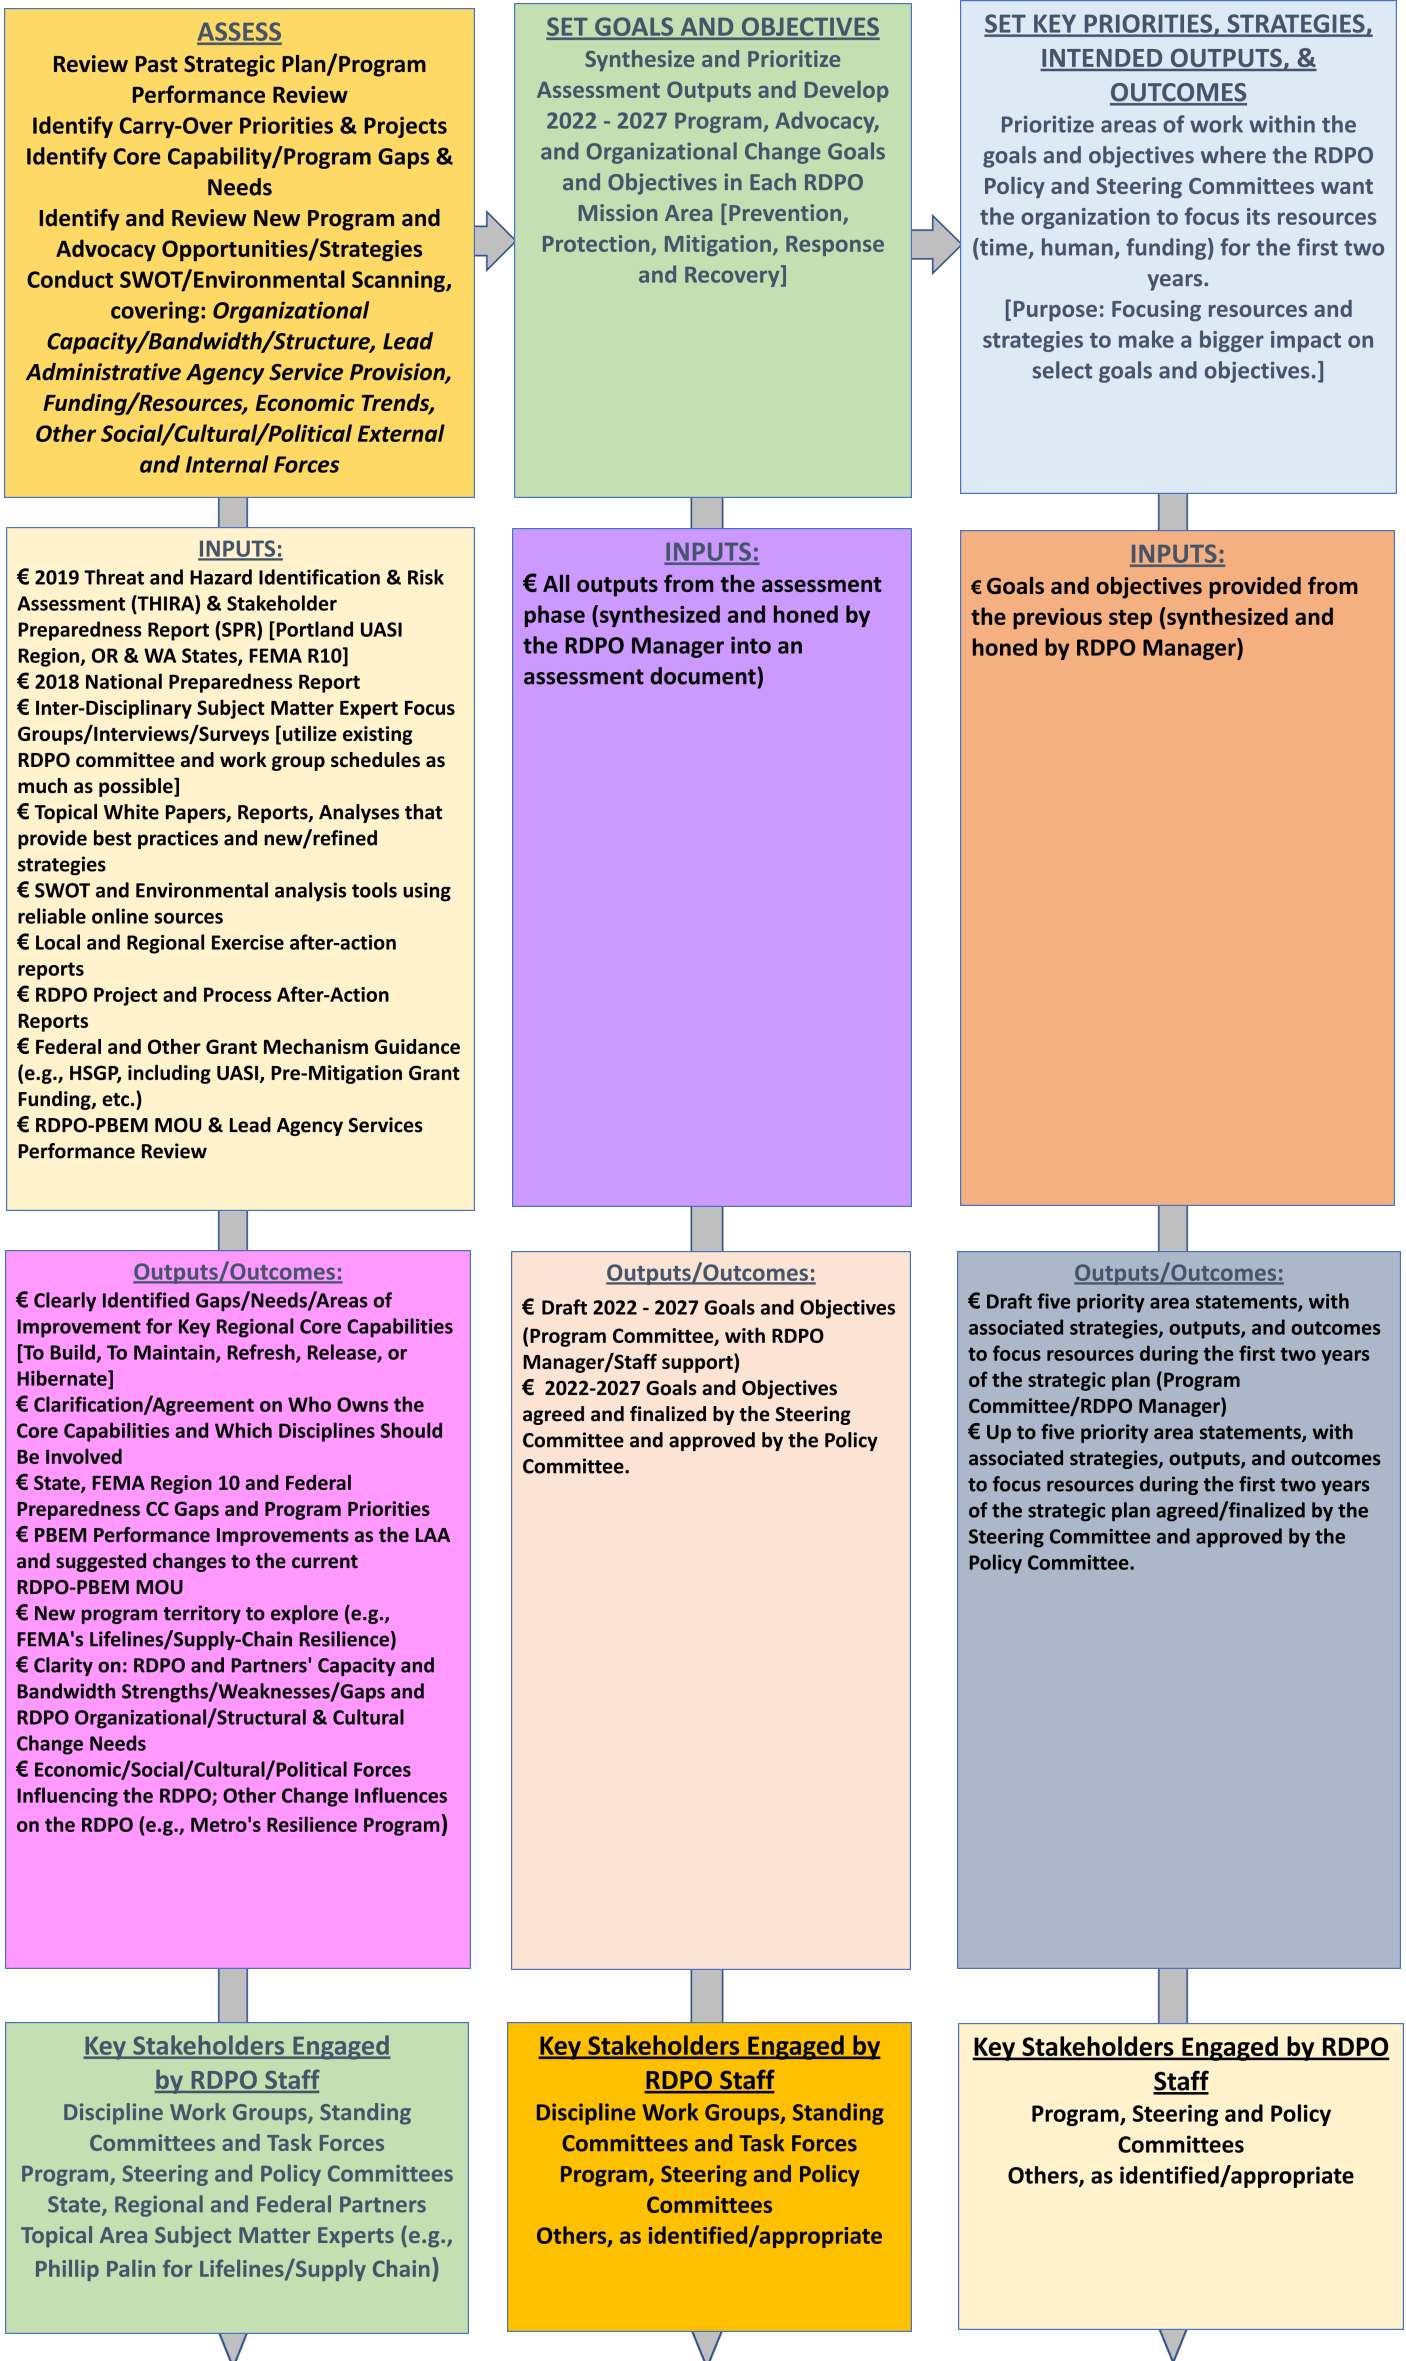 ASSESS
Review Past Strategic Plan/Program
Performance Review
Identify Carry-Over Priorities & Projects
Identify Core Capability/Program Gaps &
Needs
Identify and Review New Program and
Advocacy Opportunities/Strategies
Conduct SWOT/Environmental Scanning,
covering: Organizational
Capacity/Bandwidth/Structure, Lead
Administrative Agency Service Provision,
Funding/Resources, Economic Trends,
Other Social/Cultural/Political External
and Internal Forces
SET GOALS AND OBJECTIVES
Synthesize and Prioritize
Assessment Outputs and Develop
2022 - 2027 Program, Advocacy,
and Organizational Change Goals
and Objectives in Each RDPO
Mission Area [Prevention,
Protection, Mitigation, Response
and Recovery]
SET KEY PRIORITIES, STRATEGIES,
INTENDED OUTPUTS, &
OUTCOMES
Prioritize areas of work within the
goals and objectives where the RDPO
Policy and Steering Committees want
the organization to focus its resources
(time, human, funding) for the first two
years.
[Purpose: Focusing resources and
strategies to make a bigger impact on
select goals and objectives.]
INPUTS:
€ 2019 Threat and Hazard Identification & Risk
Assessment (THIRA) & Stakeholder
Preparedness Report (SPR) [Portland UASI
Region, OR & WA States, FEMA R10]
€ 2018 National Preparedness Report
€ Inter-Disciplinary Subject Matter Expert Focus
Groups/Interviews/Surveys [utilize existing
RDPO committee and work group schedules as
much as possible]
€ Topical White Papers, Reports, Analyses that
provide best practices and new/refined
strategies
€ SWOT and Environmental analysis tools using
reliable online sources
€ Local and Regional Exercise after-action
reports
€ RDPO Project and Process After-Action
Reports
€ Federal and Other Grant Mechanism Guidance
(e.g., HSGP, including UASI, Pre-Mitigation Grant
Funding, etc.)
€ RDPO-PBEM MOU & Lead Agency Services
Performance Review
INPUTS:
€ All outputs from the assessment
phase (synthesized and honed by
the RDPO Manager into an
assessment document)
INPUTS:
€ Goals and objectives provided from
the previous step (synthesized and
honed by RDPO Manager)
Outputs/Outcomes:
€ Clearly Identified Gaps/Needs/Areas of
Improvement for Key Regional Core Capabilities
[To Build, To Maintain, Refresh, Release, or
Hibernate]
€ Clarification/Agreement on Who Owns the
Core Capabilities and Which Disciplines Should
Be Involved
€ State, FEMA Region 10 and Federal
Preparedness CC Gaps and Program Priorities
€ PBEM Performance Improvements as the LAA
and suggested changes to the current
RDPO-PBEM MOU
€ New program territory to explore (e.g.,
FEMA's Lifelines/Supply-Chain Resilience)
€ Clarity on: RDPO and Partners' Capacity and
Bandwidth Strengths/Weaknesses/Gaps and
RDPO Organizational/Structural & Cultural
Change Needs
€ Economic/Social/Cultural/Political Forces
Influencing the RDPO; Other Change Influences
on the RDPO (e.g., Metro's Resilience Program)
Outputs/Outcomes:
€ Draft 2022 - 2027 Goals and Objectives
(Program Committee, with RDPO
Manager/Staff support)
€ 2022-2027 Goals and Objectives
agreed and finalized by the Steering
Committee and approved by the Policy
Committee.
Outputs/Outcomes:
€ Draft five priority area statements, with
associated strategies, outputs, and outcomes
to focus resources during the first two years
of the strategic plan (Program
Committee/RDPO Manager)
€ Up to five priority area statements, with
associated strategies, outputs, and outcomes
to focus resources during the first two years
of the strategic plan agreed/finalized by the
Steering Committee and approved by the
Policy Committee.
Key Stakeholders Engaged
by RDPO Staff
Discipline Work Groups, Standing
Committees and Task Forces
Program, Steering and Policy Committees
State, Regional and Federal Partners
Topical Area Subject Matter Experts (e.g.,
Phillip Palin for Lifelines/Supply Chain)
Key Stakeholders Engaged by
RDPO Staff
Discipline Work Groups, Standing
Committees and Task Forces
Program, Steering and Policy
Committees
Others, as identified/appropriate
Key Stakeholders Engaged by RDPO
Staff
Program, Steering and Policy
Committees
Others, as identified/appropriate